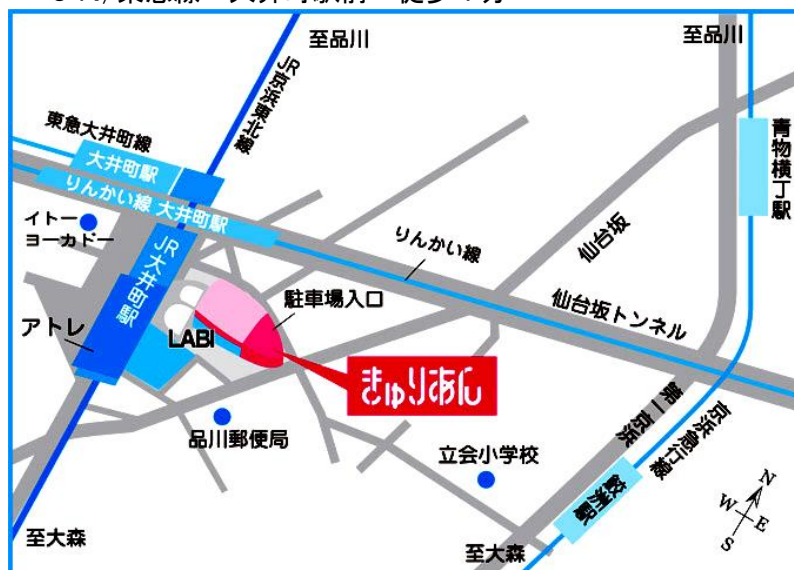 至品川
至品川
JR京浜東北線
東急大井町線
大井町駅
りんかい線 大井町駅
青物横丁駅
イトー
ヨーカドー
JR大井町駅
りんかい線
仙台坂
駐車場入口
仙台坂トンネル
アトレ
LABI
きゅりあん
品川郵便局
立会小学校
第一京浜
京浜急行線
鮫洲駅
至大森
至大森
N
W
E
S